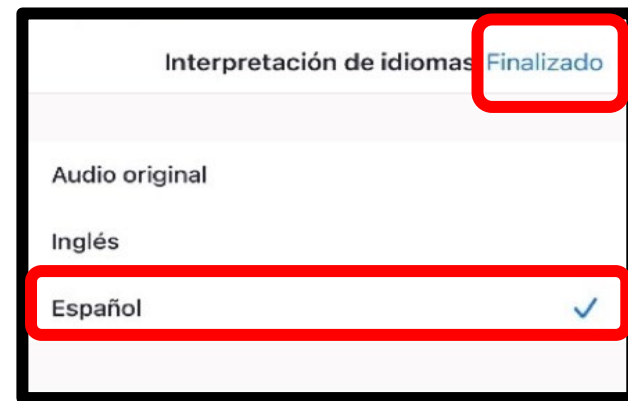 Interpretación de idiomas Finalizado
Audio original
Inglés
Español